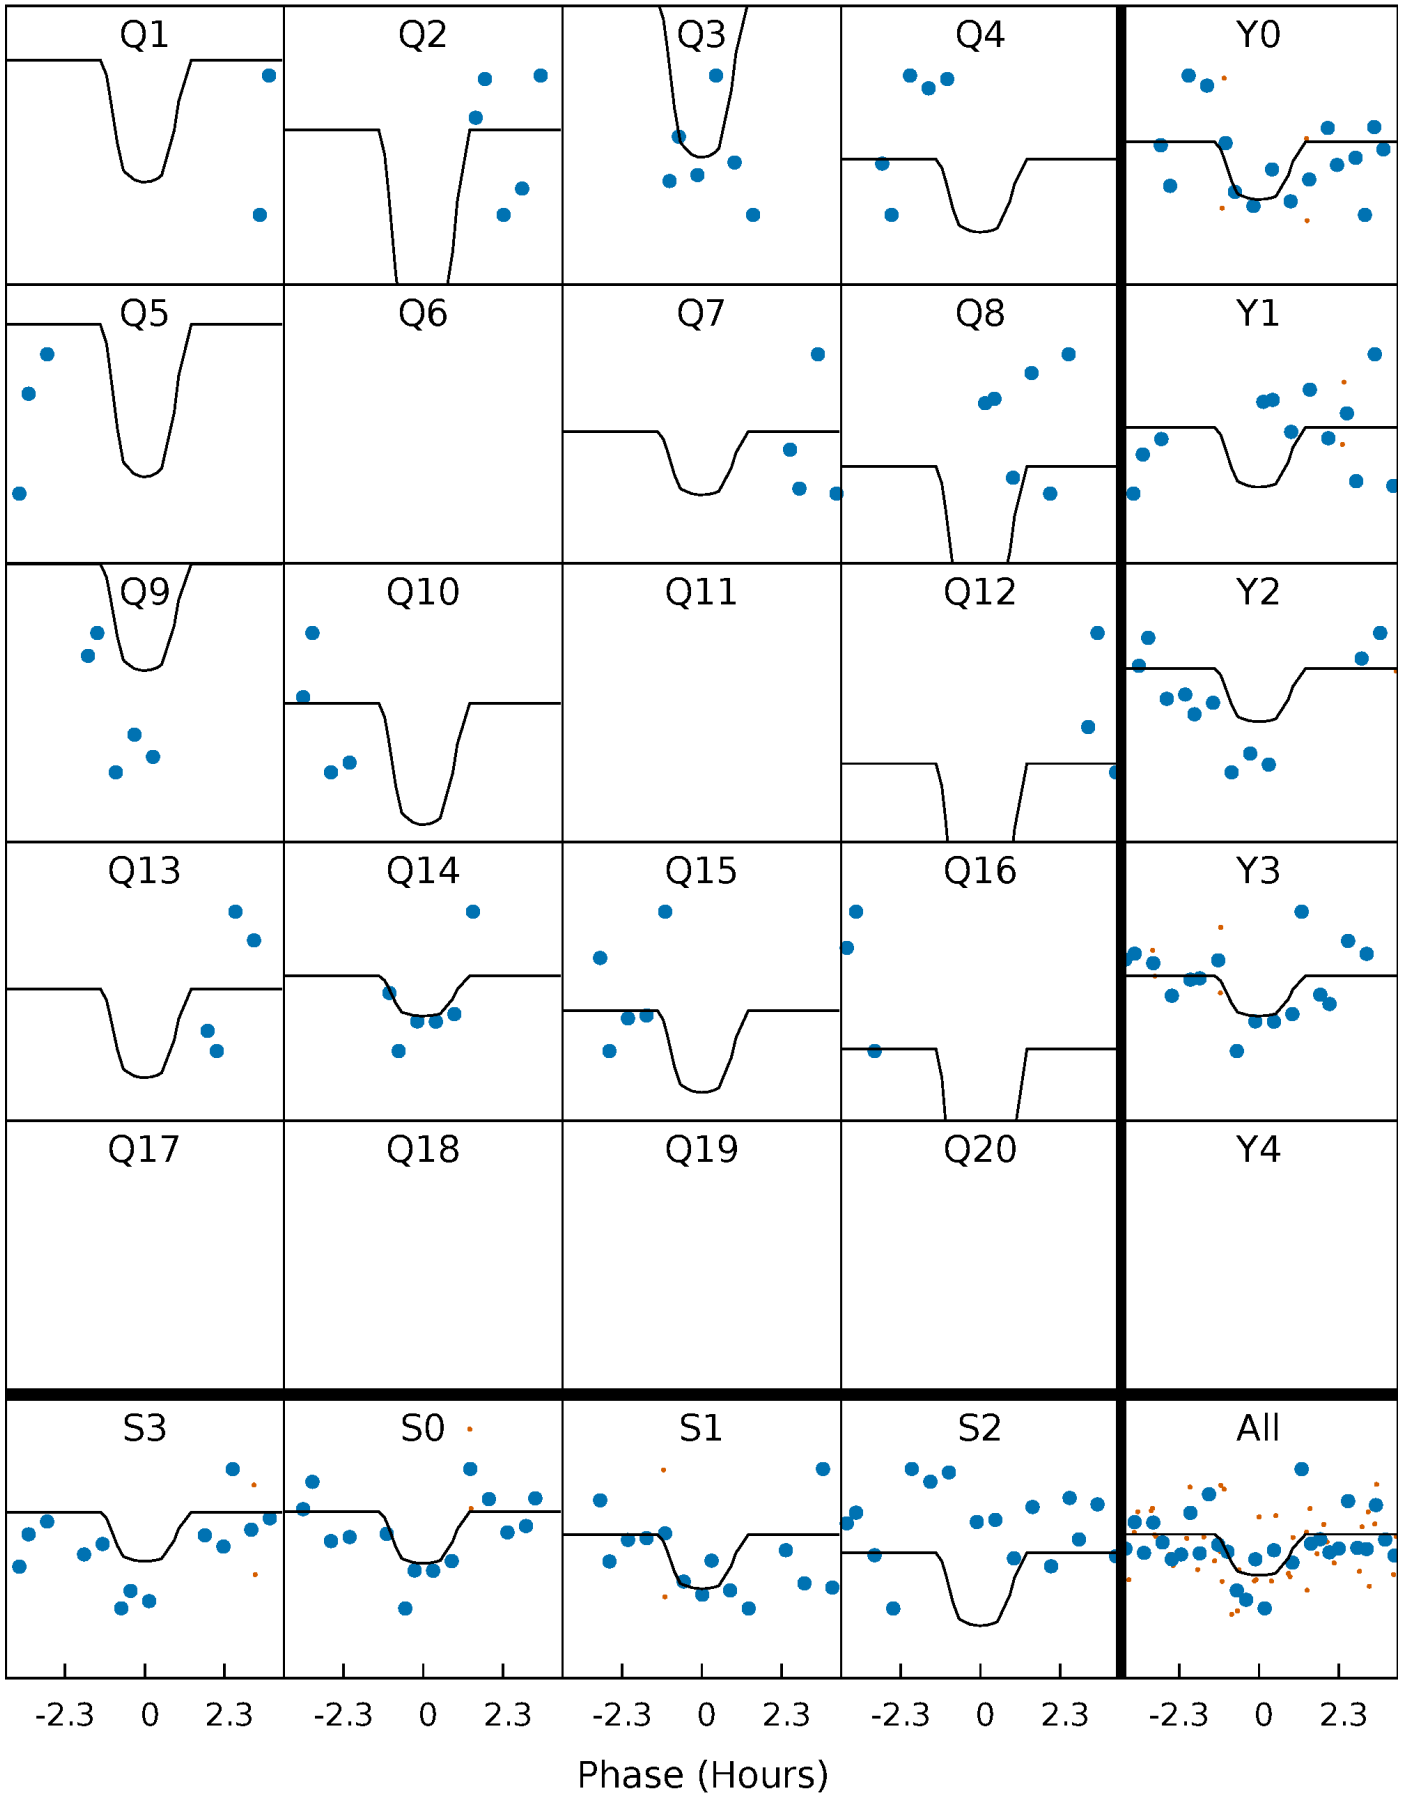 Q1 Q2 Q3 Q4 Y0
Q5 Q6 Q7 Q8 Y1
Q9 Q10 Q11 Q12 Y2
Q13 Q14 Q15 Q16 Y3
Q17 Q18 Q19 Q20 Y4
S3 S0 S1 S2 All
-2.3 0 2.3 -2.3 0 2.3 -2.3 0 2.3 -2.3 0 2.3 -2.3 0 2.3
Phase (Hours)